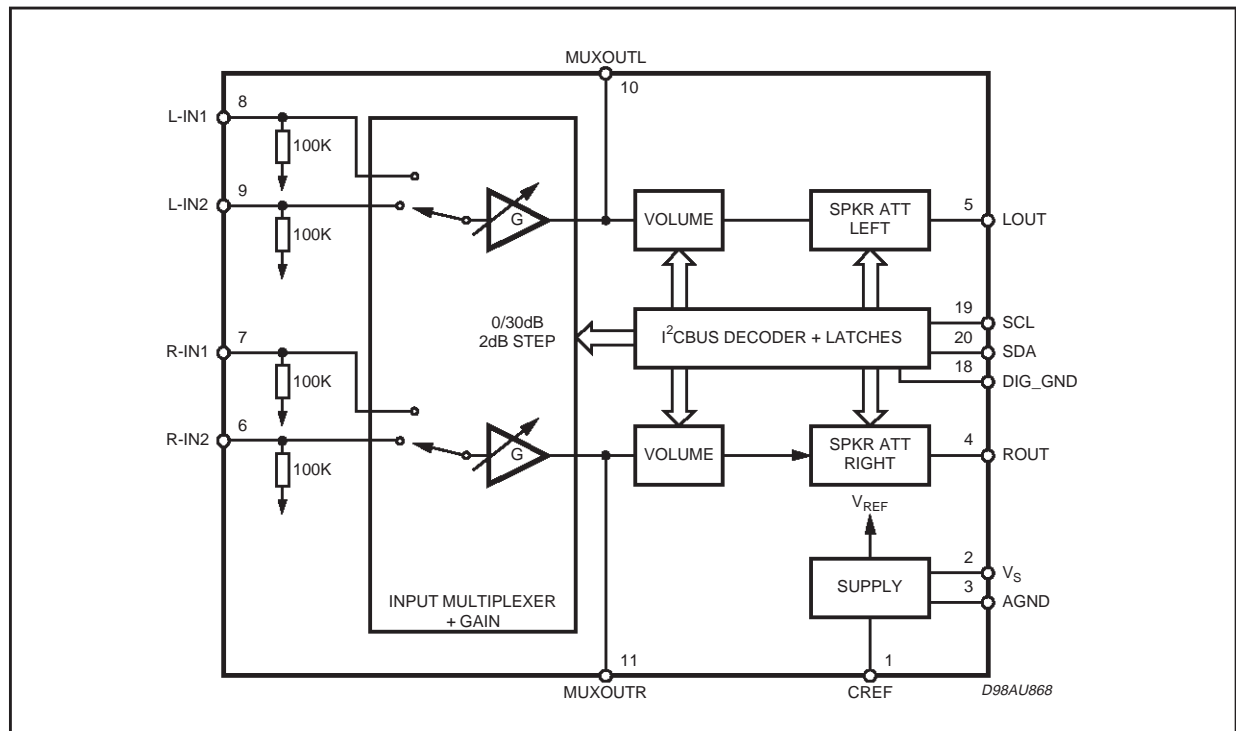 MUXOUTL
10
L-IN1
8
100K
L-IN2
9
100K
G
VOLUME
SPKR ATT
LEFT
5
LOUT
0/30dB
2dB STEP
I²CBUS DECODER + LATCHES
19
SCL
20
SDA
18
DIG_GND
R-IN1
7
100K
R-IN2
6
100K
G
VOLUME
SPKR ATT
RIGHT
4
ROUT
VREF
SUPPLY
2
VS
3
AGND
INPUT MULTIPLEXER
+ GAIN
11
MUXOUTR
1
CREF
D98AU868